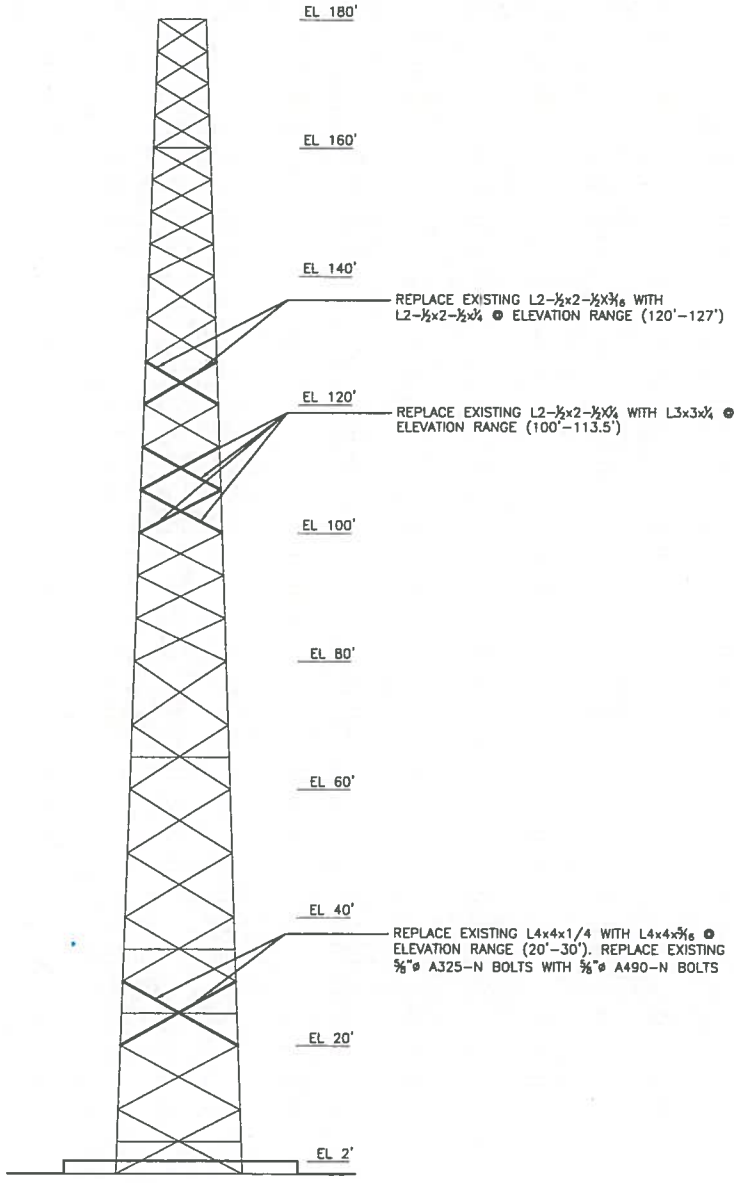 EL 180'
EL 160'
EL 140'
REPLACE EXISTING L2-½x2-½X3/16 WITH
L2-½x2-½x¼ @ ELEVATION RANGE (120'-127')
EL 120'
REPLACE EXISTING L2-½x2-½X¼ WITH L3x3x¼ @
ELEVATION RANGE (100'-113.5')
EL 100'
EL 80'
EL 60'
EL 40'
REPLACE EXISTING L4x4x1/4 WITH L4x4x5/16 @
ELEVATION RANGE (20'-30'). REPLACE EXISTING
⅝"ø A325-N BOLTS WITH ⅝"ø A490-N BOLTS
EL 20'
EL 2'